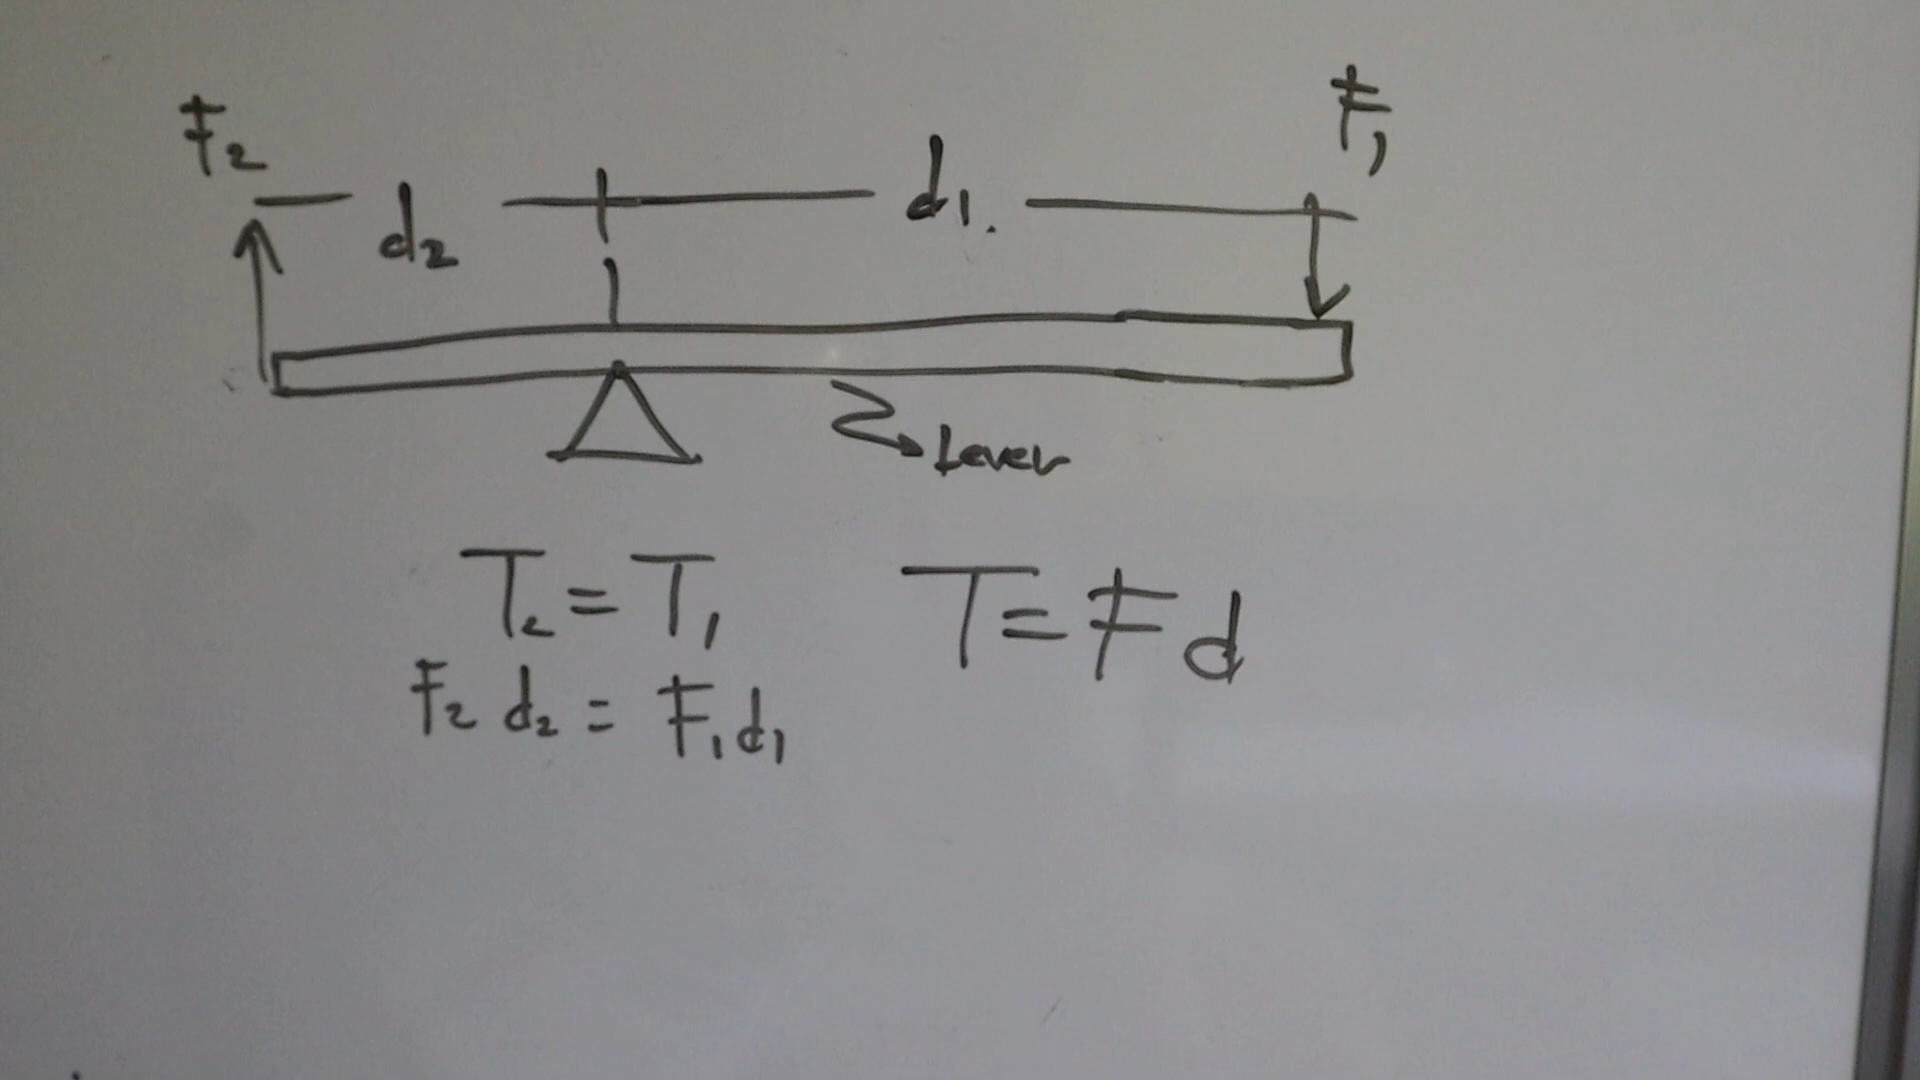 F2 F1
d2 d1.
Lever
T2 = T1 T = Fd
F2 d2 = F1 d1